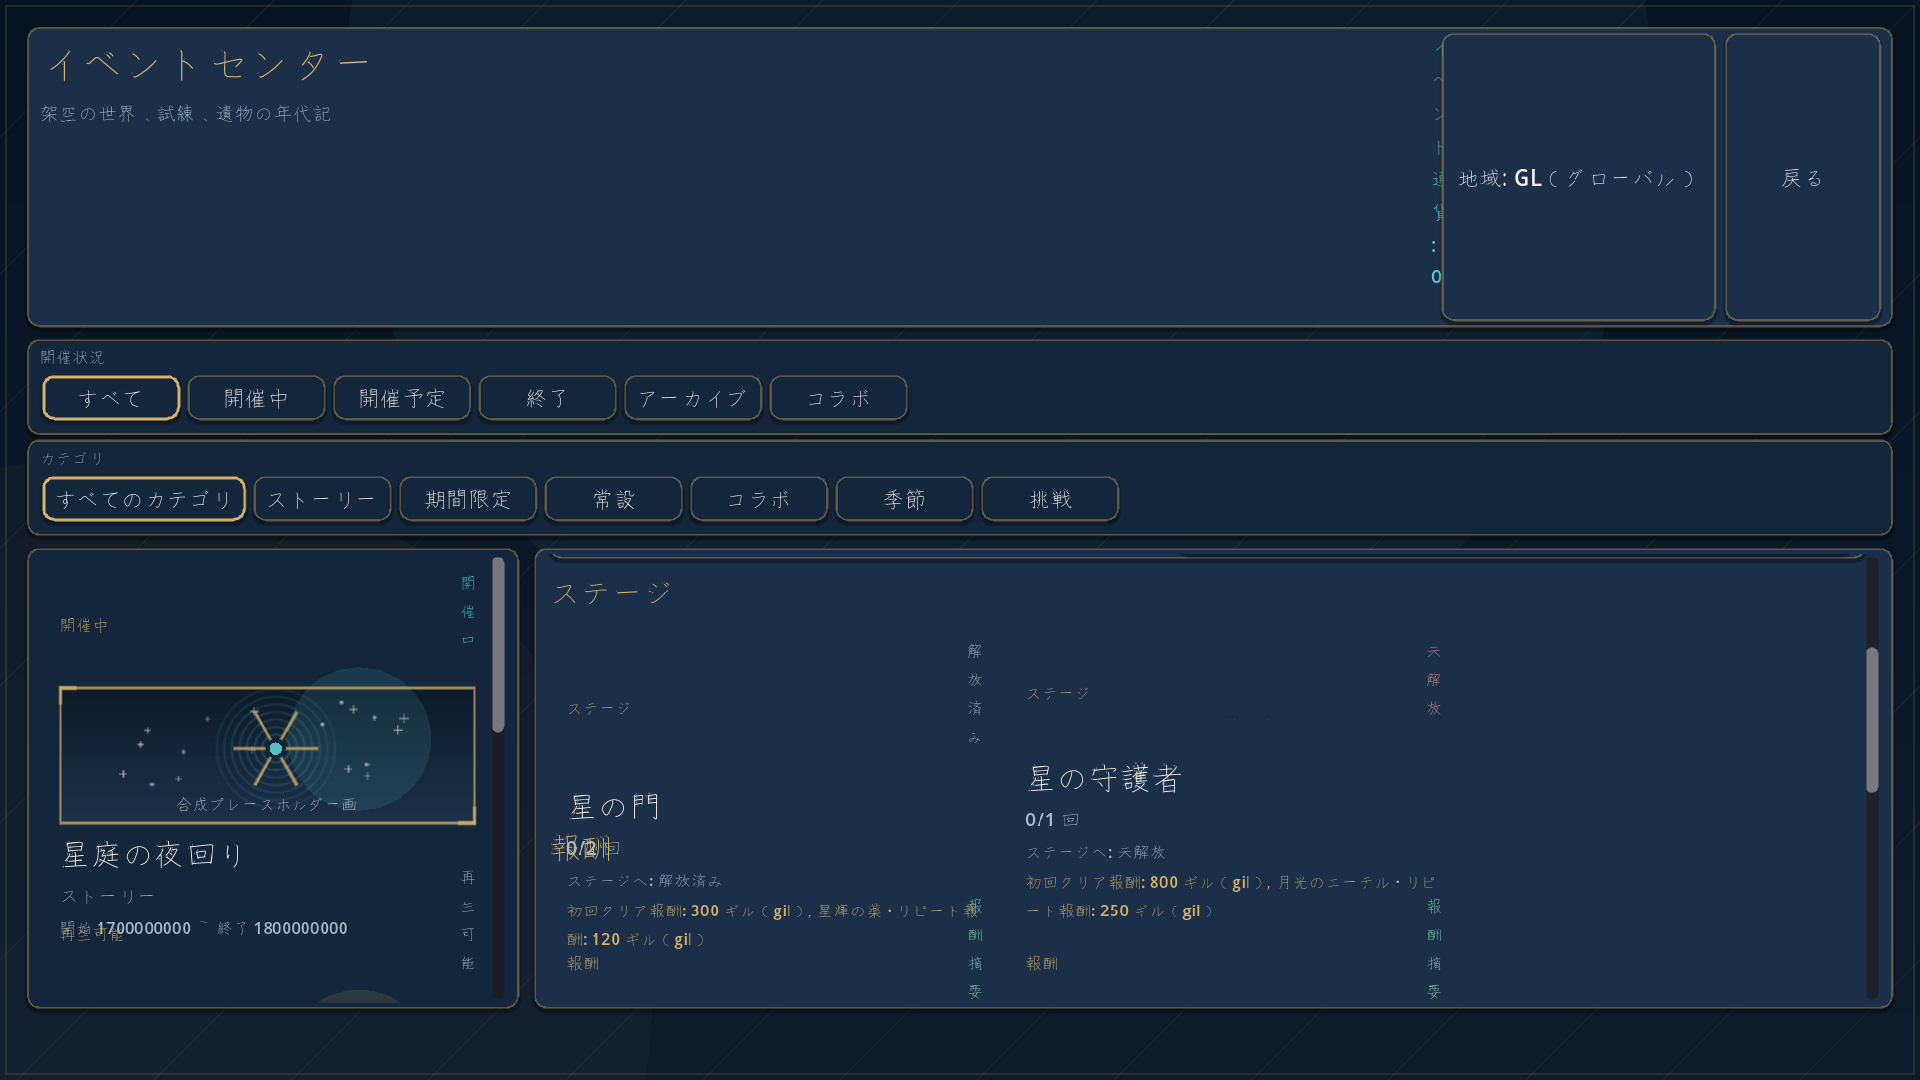 イベントセンター
架空の世界、試練、遺物の年代記
地域: GL（グローバル）
戻る
開催状況
すべて
開催中
開催予定
終了
アーカイブ
コラボ
カテゴリ
すべてのカテゴリ
ストーリー
期間限定
常設
コラボ
季節
挑戦
開催中
合成プレースホルダー画
星庭の夜回り
ストーリー
開始 1700000000 ~ 終了 1800000000
ステージ
ステージ
解放済み
星の門
0/2
ステージへ: 解放済み
初回クリア報酬: 300 ギル（gil）, 星輝の薬・リピート報
酬: 120 ギル（gil）
報酬
報酬摘要
ステージ
未解放
星の守護者
0/1 回
ステージへ: 未解放
初回クリア報酬: 800 ギル（gil）, 月光のニーテル・リピ
ート報酬: 250 ギル（gil）
報酬
報酬摘要